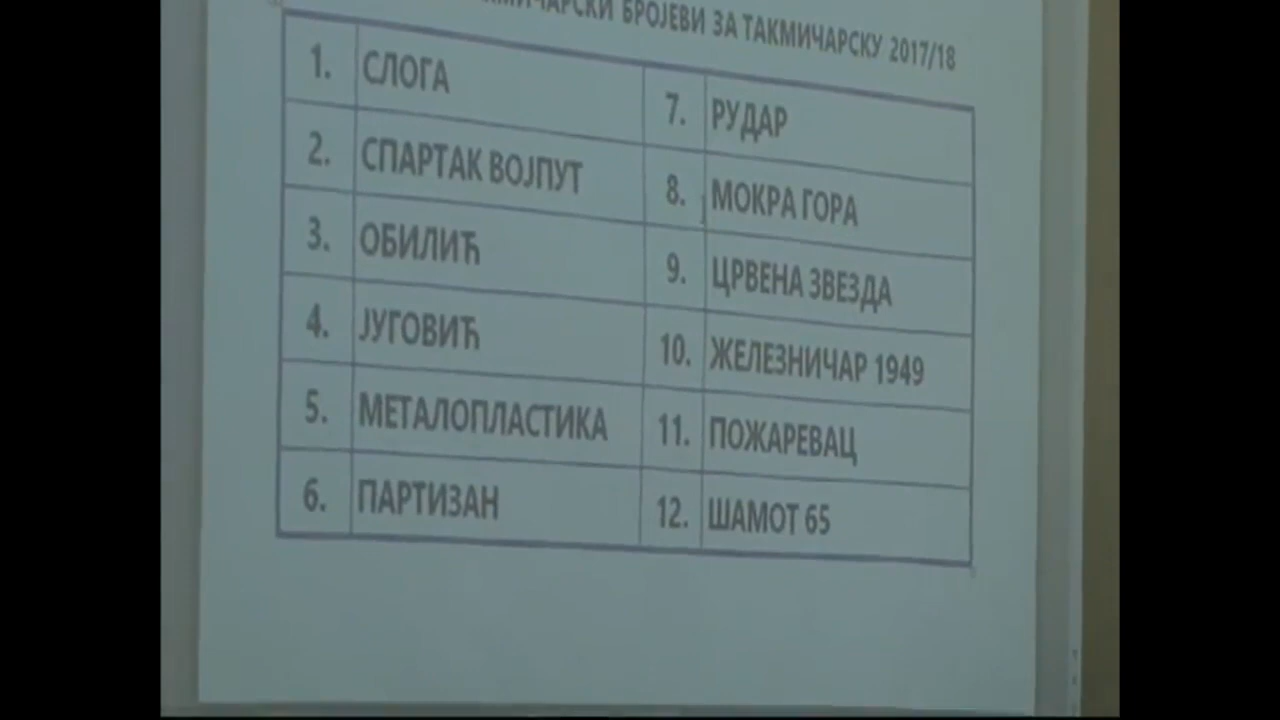 БРОЈЕВИ ЗА ТАКМИЧАРСКУ 2017/18
1. СЛОГА
2. СПАРТАК ВОЈПУТ
3. ОБИЛИЋ
4. ЈУГОВИЋ
5. МЕТАЛОПЛАСТИКА
6. ПАРТИЗАН
7. РУДАР
8. МОКРА ГОРА
9. ЦРВЕНА ЗВЕЗДА
10. ЖЕЛЕЗНИЧАР 1949
11. ПОЖАРЕВАЦ
12. ШАМОТ 65